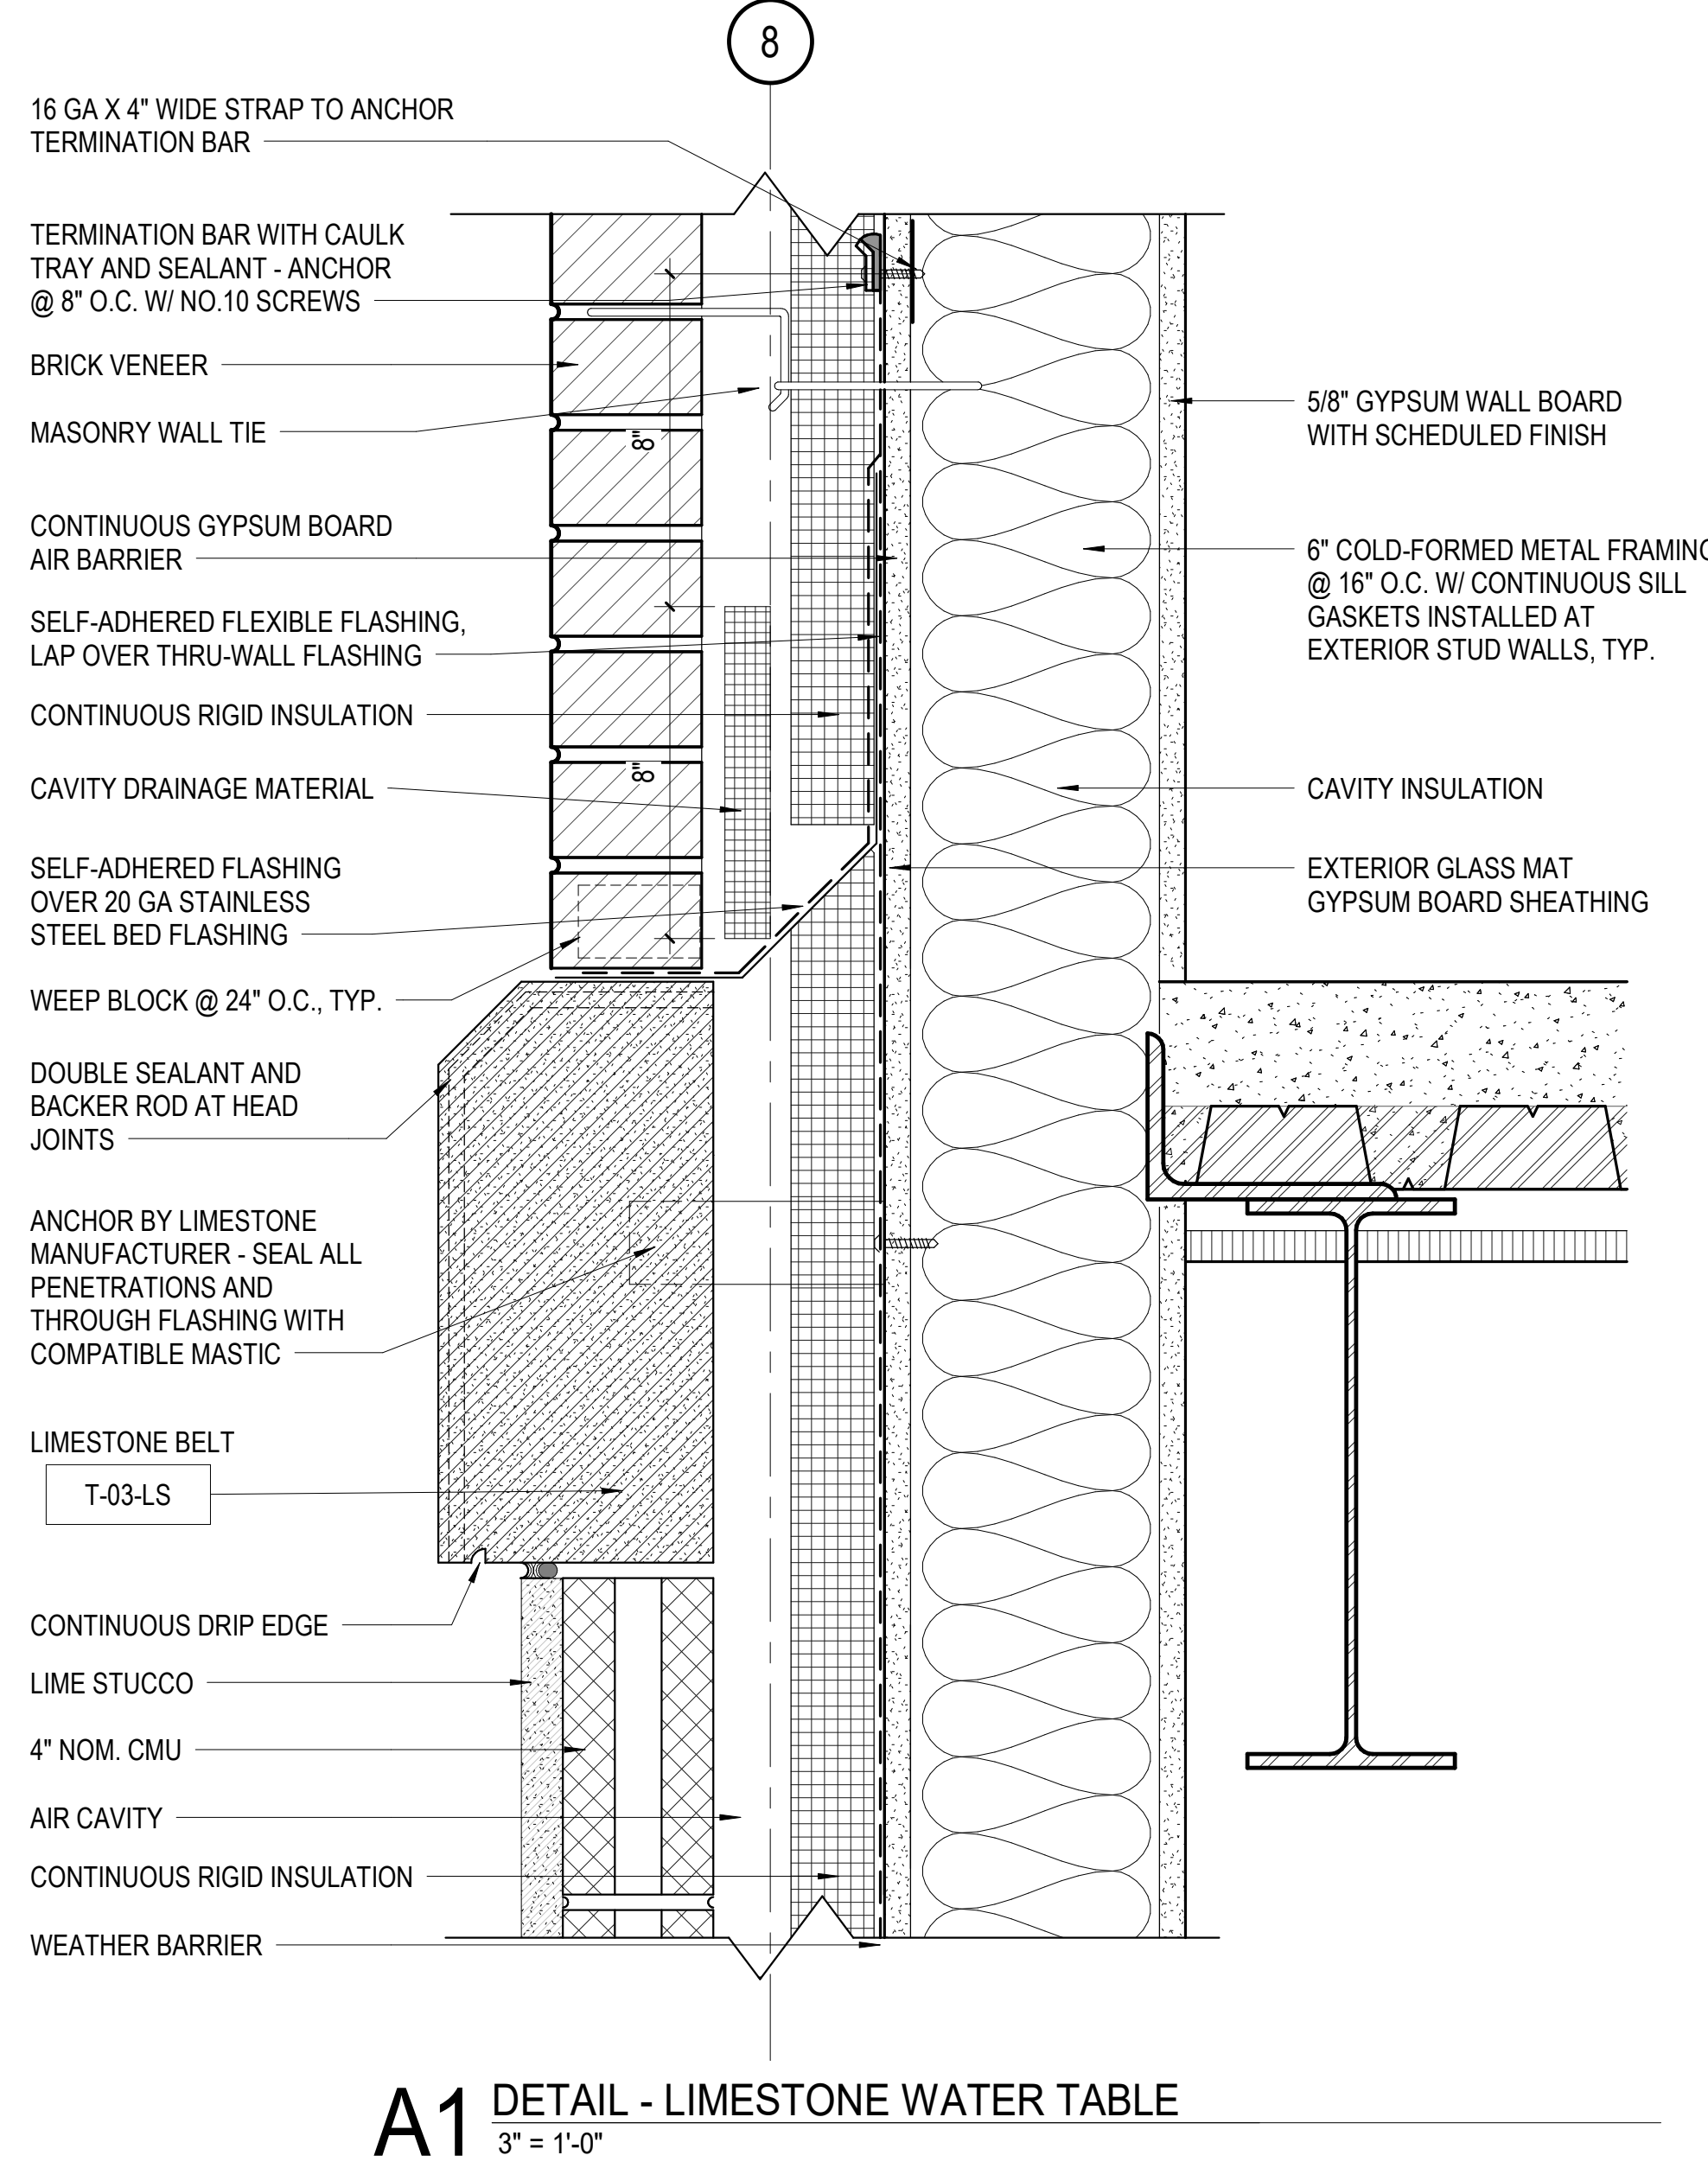 8
16 GA X 4" WIDE STRAP TO ANCHOR
TERMINATION BAR
TERMINATION BAR WITH CAULK
TRAY AND SEALANT - ANCHOR
@ 8" O.C. W/ NO.10 SCREWS
BRICK VENEER
MASONRY WALL TIE
8"
CONTINUOUS GYPSUM BOARD
AIR BARRIER
SELF-ADHERED FLEXIBLE FLASHING,
LAP OVER THRU-WALL FLASHING
CONTINUOUS RIGID INSULATION
8"
CAVITY DRAINAGE MATERIAL
SELF-ADHERED FLASHING
OVER 20 GA STAINLESS
STEEL BED FLASHING
WEEP BLOCK @ 24" O.C., TYP.
DOUBLE SEALANT AND
BACKER ROD AT HEAD
JOINTS
ANCHOR BY LIMESTONE
MANUFACTURER - SEAL ALL
PENETRATIONS AND
THROUGH FLASHING WITH
COMPATIBLE MASTIC
LIMESTONE BELT
T-03-LS
CONTINUOUS DRIP EDGE
LIME STUCCO
4" NOM. CMU
AIR CAVITY
CONTINUOUS RIGID INSULATION
WEATHER BARRIER
5/8" GYPSUM WALL BOARD
WITH SCHEDULED FINISH
6" COLD-FORMED METAL FRAMING
@ 16" O.C. W/ CONTINUOUS SILL
GASKETS INSTALLED AT
EXTERIOR STUD WALLS, TYP.
CAVITY INSULATION
EXTERIOR GLASS MAT
GYPSUM BOARD SHEATHING
A1
DETAIL - LIMESTONE WATER TABLE
3" = 1'-0"